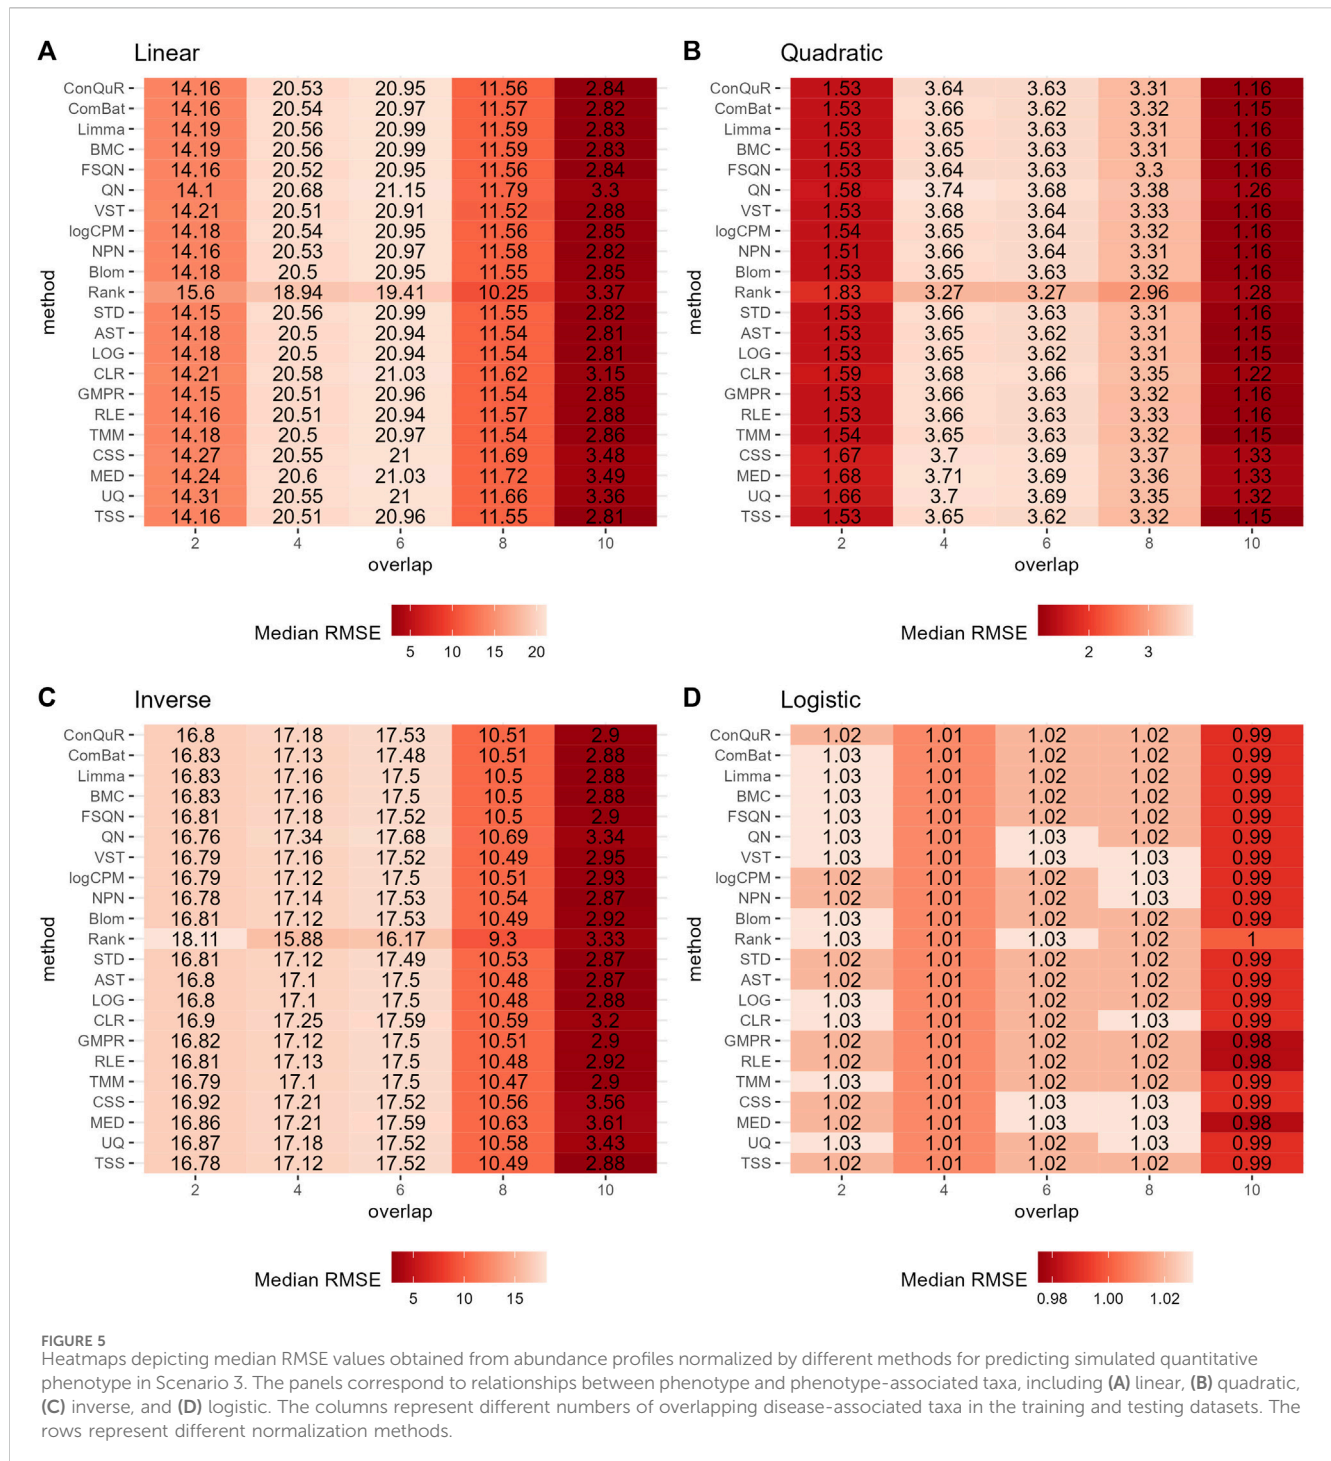 A Linear
ConQuR 14.16 20.53 20.95 11.56 2.84
ComBat 14.16 20.54 20.97 11.57 2.82
Limma 14.19 20.56 20.99 11.59 2.83
BMC 14.19 20.56 20.99 11.59 2.83
FSQN 14.16 20.52 20.95 11.56 2.84
QN 14.1 20.68 21.15 11.79 3.3
VST 14.21 20.51 20.91 11.52 2.88
logCPM 14.18 20.54 20.95 11.56 2.85
NPN 14.16 20.53 20.97 11.58 2.82
Blom 14.18 20.5 20.95 11.55 2.85
Rank 15.6 18.94 19.41 10.25 3.37
STD 14.15 20.56 20.99 11.55 2.82
AST 14.18 20.5 20.94 11.54 2.81
LOG 14.18 20.5 20.94 11.54 2.81
CLR 14.21 20.58 21.03 11.62 3.15
GMPR 14.15 20.51 20.96 11.54 2.85
RLE 14.16 20.51 20.94 11.57 2.88
TMM 14.18 20.5 20.97 11.54 2.86
CSS 14.27 20.55 21 11.69 3.48
MED 14.24 20.6 21.03 11.72 3.49
UQ 14.31 20.55 21 11.66 3.36
TSS 14.16 20.51 20.96 11.55 2.81
method
2 4 6 8 10
overlap
Median RMSE
5 10 15 20
B Quadratic
ConQuR 1.53 3.64 3.63 3.31 1.16
ComBat 1.53 3.66 3.62 3.32 1.15
Limma 1.53 3.65 3.63 3.31 1.16
BMC 1.53 3.65 3.63 3.31 1.16
FSQN 1.53 3.64 3.63 3.3 1.16
QN 1.58 3.74 3.68 3.38 1.26
VST 1.53 3.68 3.64 3.33 1.16
logCPM 1.54 3.65 3.64 3.32 1.16
NPN 1.51 3.66 3.64 3.31 1.16
Blom 1.53 3.65 3.63 3.32 1.16
Rank 1.83 3.27 3.27 2.96 1.28
STD 1.53 3.66 3.63 3.31 1.16
AST 1.53 3.65 3.62 3.31 1.15
LOG 1.53 3.65 3.62 3.31 1.15
CLR 1.59 3.68 3.66 3.35 1.22
GMPR 1.53 3.66 3.63 3.32 1.16
RLE 1.53 3.66 3.63 3.33 1.16
TMM 1.54 3.65 3.63 3.32 1.15
CSS 1.67 3.7 3.69 3.37 1.33
MED 1.68 3.71 3.69 3.36 1.33
UQ 1.66 3.7 3.69 3.35 1.32
TSS 1.53 3.65 3.62 3.32 1.15
method
2 4 6 8 10
overlap
Median RMSE
2 3
C Inverse
ConQuR 16.8 17.18 17.53 10.51 2.9
ComBat 16.83 17.13 17.48 10.51 2.88
Limma 16.83 17.16 17.5 10.5 2.88
BMC 16.83 17.16 17.5 10.5 2.88
FSQN 16.81 17.18 17.52 10.5 2.9
QN 16.76 17.34 17.68 10.69 3.34
VST 16.79 17.16 17.52 10.49 2.95
logCPM 16.79 17.12 17.5 10.51 2.93
NPN 16.78 17.14 17.53 10.54 2.87
Blom 16.81 17.12 17.53 10.49 2.92
Rank 18.11 15.88 16.17 9.3 3.33
STD 16.81 17.12 17.49 10.53 2.87
AST 16.8 17.1 17.5 10.48 2.87
LOG 16.8 17.1 17.5 10.48 2.88
CLR 16.9 17.25 17.59 10.59 3.2
GMPR 16.82 17.12 17.5 10.51 2.9
RLE 16.81 17.13 17.5 10.48 2.92
TMM 16.79 17.1 17.5 10.47 2.9
CSS 16.92 17.21 17.52 10.56 3.56
MED 16.86 17.21 17.59 10.63 3.61
UQ 16.87 17.18 17.52 10.58 3.43
TSS 16.78 17.12 17.52 10.49 2.88
method
2 4 6 8 10
overlap
Median RMSE
5 10 15
D Logistic
ConQuR 1.02 1.01 1.02 1.02 0.99
ComBat 1.03 1.01 1.02 1.02 0.99
Limma 1.03 1.01 1.02 1.02 0.99
BMC 1.03 1.01 1.02 1.02 0.99
FSQN 1.03 1.01 1.02 1.02 0.99
QN 1.03 1.01 1.03 1.02 0.99
VST 1.03 1.01 1.03 1.03 0.99
logCPM 1.02 1.01 1.02 1.03 0.99
NPN 1.02 1.01 1.02 1.03 0.99
Blom 1.03 1.01 1.02 1.02 0.99
Rank 1.03 1.01 1.03 1.02 1
STD 1.02 1.01 1.02 1.02 0.99
AST 1.02 1.01 1.02 1.02 0.99
LOG 1.03 1.01 1.02 1.02 0.99
CLR 1.03 1.01 1.02 1.03 0.99
GMPR 1.02 1.01 1.02 1.02 0.98
RLE 1.02 1.01 1.02 1.02 0.98
TMM 1.03 1.01 1.02 1.02 0.99
CSS 1.02 1.01 1.03 1.03 0.99
MED 1.02 1.01 1.03 1.03 0.98
UQ 1.03 1.01 1.02 1.03 0.99
TSS 1.02 1.01 1.02 1.02 0.99
method
2 4 6 8 10
overlap
Median RMSE
0.98 1.00 1.02
FIGURE 5
Heatmaps depicting median RMSE values obtained from abundance profiles normalized by different methods for predicting simulated quantitative
phenotype in Scenario 3. The panels correspond to relationships between phenotype and phenotype-associated taxa, including (A) linear, (B) quadratic,
(C) inverse, and (D) logistic. The columns represent different numbers of overlapping disease-associated taxa in the training and testing datasets. The
rows represent different normalization methods.